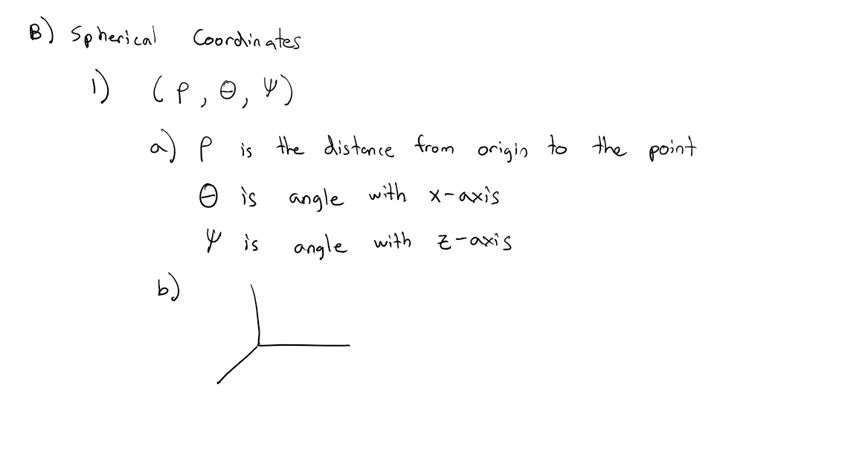 B) Spherical Coordinates
1) (ρ, θ, ψ)
a) ρ is the distance from origin to the point
θ is angle with x-axis
ψ is angle with z-axis
b)